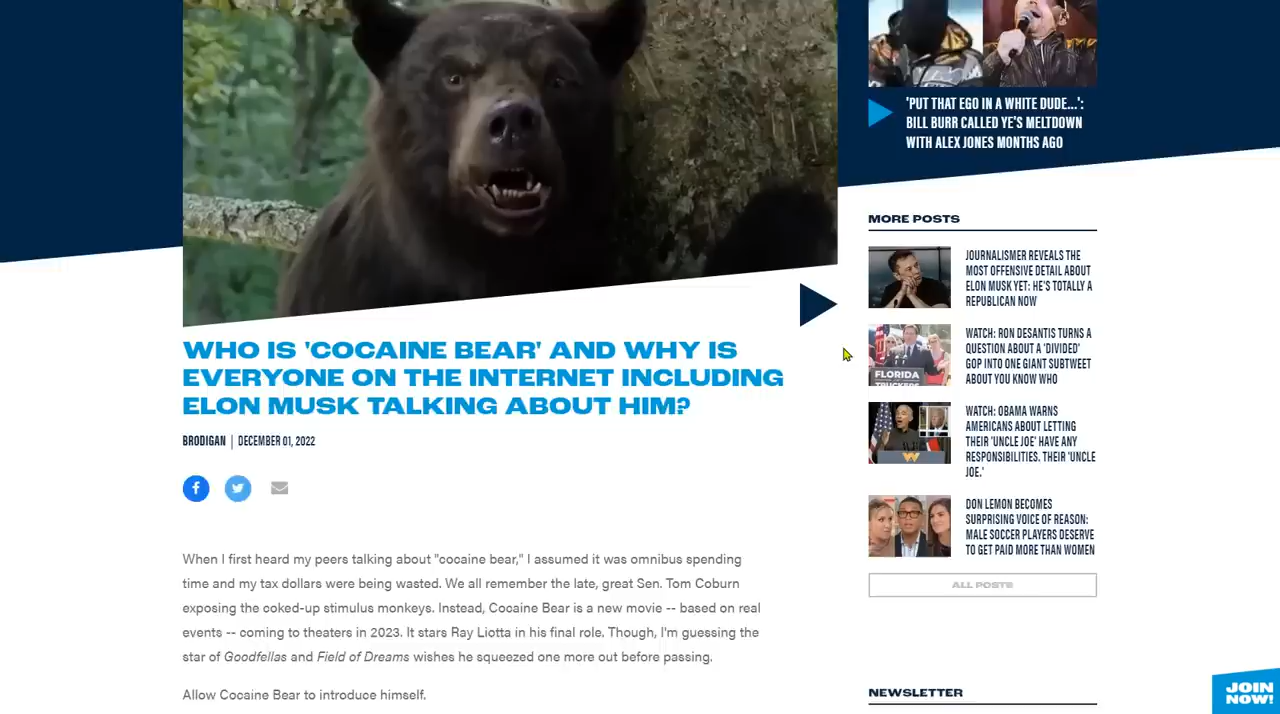 'PUT THAT EGO IN A WHITE DUDE...':
BILL BURR CALLED YE'S MELTDOWN
WITH ALEX JONES MONTHS AGO
WHO IS 'COCAINE BEAR' AND WHY IS
EVERYONE ON THE INTERNET INCLUDING
ELON MUSK TALKING ABOUT HIM?
BRODIGAN | DECEMBER 01, 2022
When I first heard my peers talking about "cocaine bear," I assumed it was omnibus spending
time and my tax dollars were being wasted. We all remember the late, great Sen. Tom Coburn
exposing the coked-up stimulus monkeys. Instead, Cocaine Bear is a new movie -- based on real
events -- coming to theaters in 2023. It stars Ray Liotta in his final role. Though, I'm guessing the
star of Goodfellas and Field of Dreams wishes he squeezed one more out before passing.
Allow Cocaine Bear to introduce himself.
MORE POSTS
JOURNALISMER REVEALS THE
MOST OFFENSIVE DETAIL ABOUT
ELON MUSK YET: HE'S TOTALLY A
REPUBLICAN NOW
FLORIDA
TRUCKERS
WATCH: RON DESANTIS TURNS A
QUESTION ABOUT A 'DIVIDED'
GOP INTO ONE GIANT SUBTWEET
ABOUT YOU KNOW WHO
WATCH: OBAMA WARNS
AMERICANS ABOUT LETTING
THEIR 'UNCLE JOE' HAVE ANY
RESPONSIBILITIES. THEIR 'UNCLE
JOE.'
DON LEMON BECOMES
SURPRISING VOICE OF REASON:
MALE SOCCER PLAYERS DESERVE
TO GET PAID MORE THAN WOMEN
ALL POSTS
NEWSLETTER
JOIN
NOW!